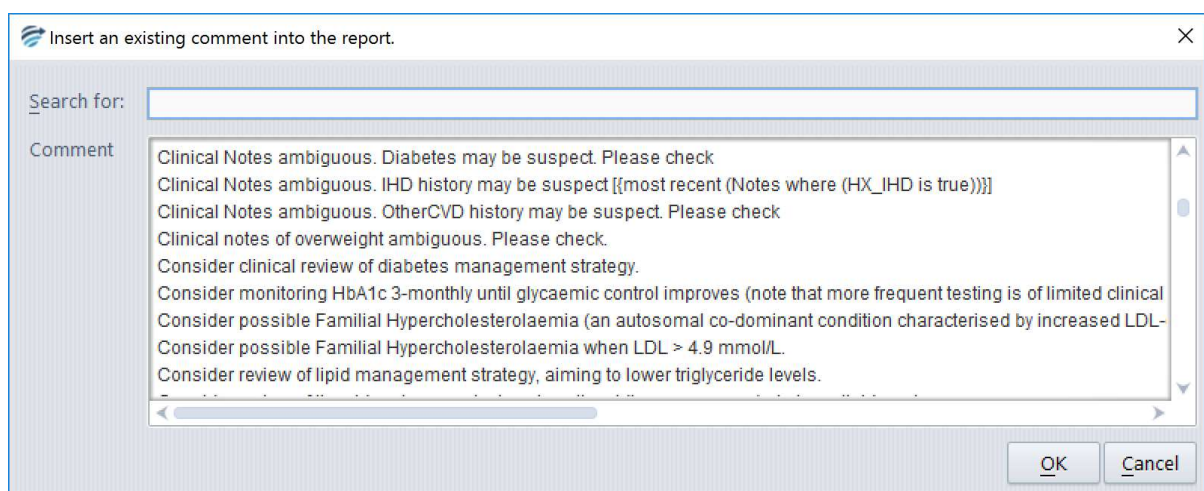 Insert an existing comment into the report.
Search for:
Comment
Clinical Notes ambiguous. Diabetes may be suspect. Please check
Clinical Notes ambiguous. IHD history may be suspect [{most recent (Notes where (HX_IHD is true))}]
Clinical Notes ambiguous. OtherCVD history may be suspect. Please check
Clinical notes of overweight ambiguous. Please check.
Consider clinical review of diabetes management strategy.
Consider monitoring HbA1c 3-monthly until glycaemic control improves (note that more frequent testing is of limited clinical
Consider possible Familial Hypercholesterolaemia (an autosomal co-dominant condition characterised by increased LDL-
Consider possible Familial Hypercholesterolaemia when LDL > 4.9 mmol/L.
Consider review of lipid management strategy, aiming to lower triglyceride levels.
OK Cancel